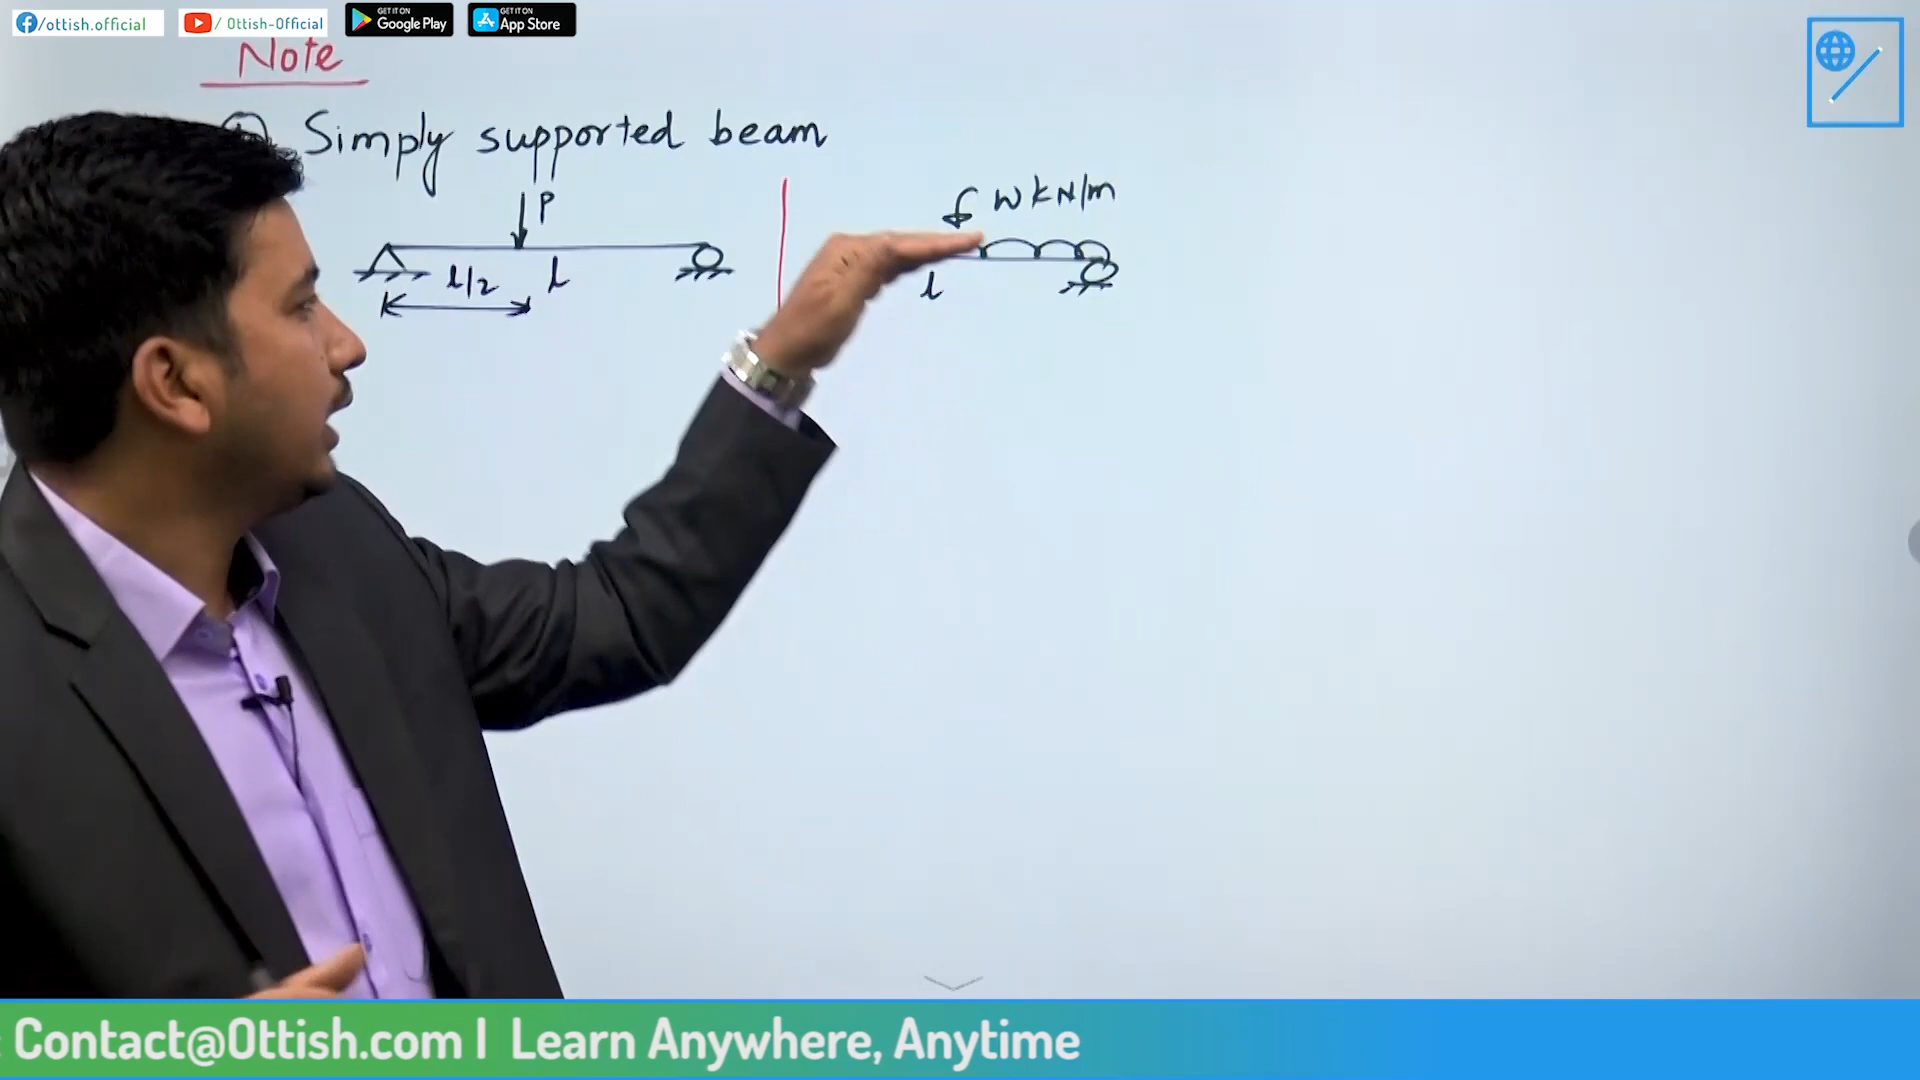 /ottish.official
/ Ottish-Official
GET IT ON
Google Play
GET IT ON
App Store
Note
Simply supported beam
P
w kN/m
l/2
l
l
Contact@Ottish.com I Learn Anywhere, Anytime